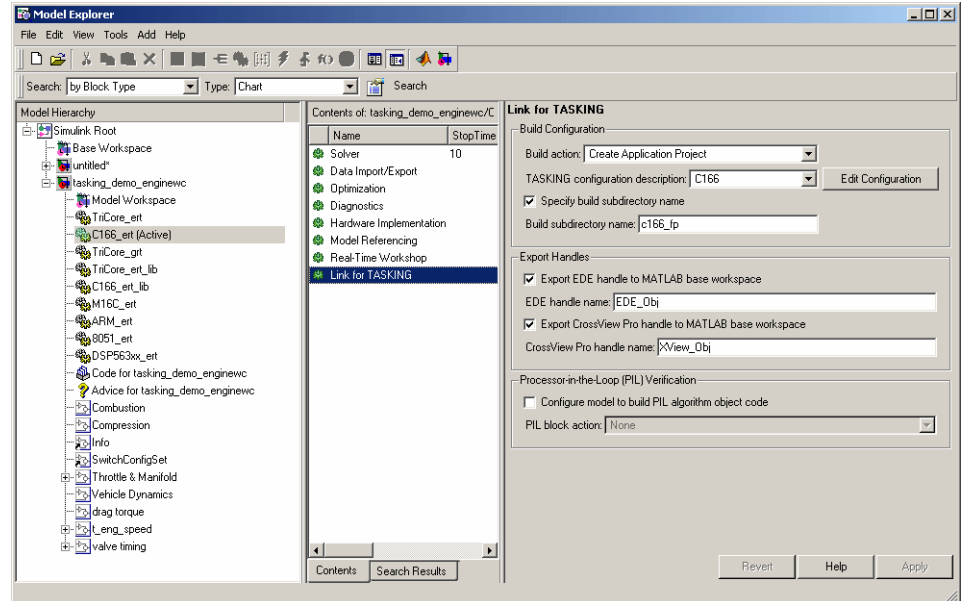 Model Explorer
File Edit View Tools Add Help
Search: by Block Type Type: Chart Search
Model Hierarchy
Simulink Root
Base Workspace
untitled*
tasking_demo_enginewc
Model Workspace
TriCore_ert
C166_ert (Active)
TriCore_grt
TriCore_ert_lib
C166_ert_lib
M16C_ert
ARM_ert
8051_ert
DSP563xx_ert
Code for tasking_demo_enginewc
Advice for tasking_demo_enginewc
Combustion
Compression
Info
SwitchConfigSet
Throttle & Manifold
Vehicle Dynamics
drag torque
t_eng_speed
valve timing
Contents of: tasking_demo_enginewc/C
Name StopTime
Solver 10
Data Import/Export
Optimization
Diagnostics
Hardware Implementation
Model Referencing
Real-Time Workshop
Link for TASKING
Contents Search Results
Link for TASKING
Build Configuration
Build action: Create Application Project
TASKING configuration description: C166 Edit Configuration
Specify build subdirectory name
Build subdirectory name: c166_fp
Export Handles
Export EDE handle to MATLAB base workspace
EDE handle name: EDE_Obj
Export CrossView Pro handle to MATLAB base workspace
CrossView Pro handle name: XView_Obj
Processor-in-the-Loop (PIL) Verification
Configure model to build PIL algorithm object code
PIL block action: None
Revert Help Apply